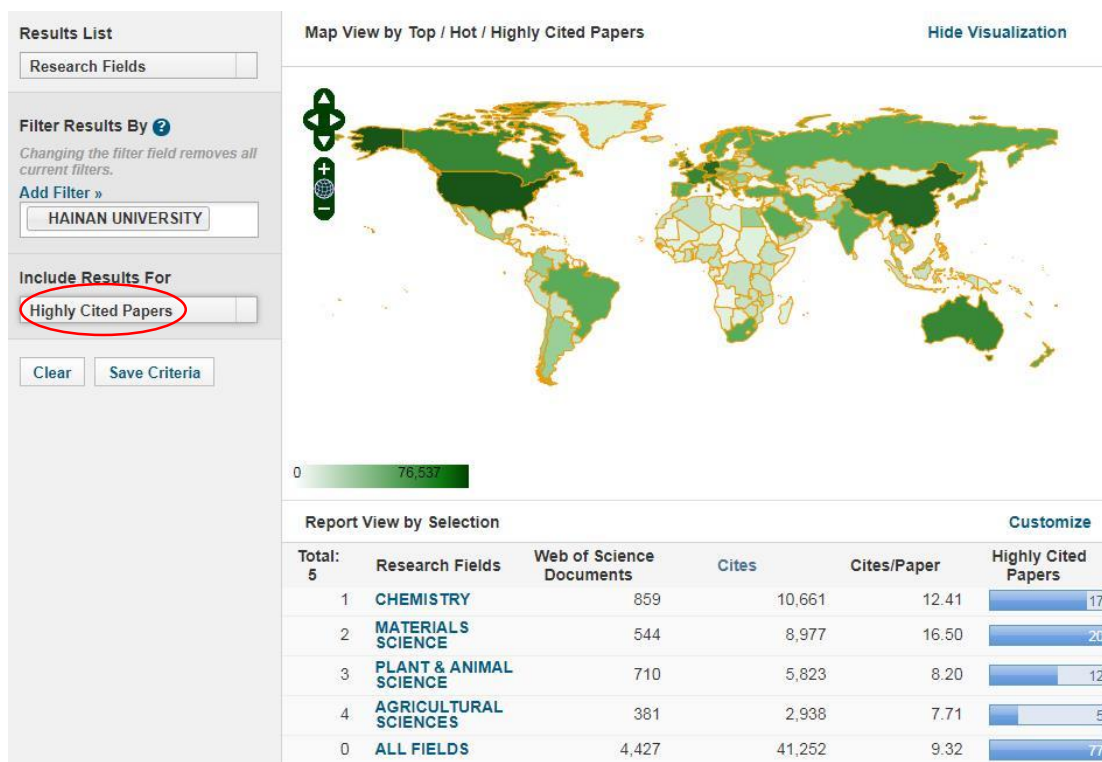 Results List
Research Fields
Filter Results By ?
Changing the filter field removes all
current filters.
Add Filter »
HAINAN UNIVERSITY
Include Results For
Highly Cited Papers
Clear Save Criteria
Map View by Top / Hot / Highly Cited Papers Hide Visualization
+
−
0 76,537
Report View by Selection Customize
Total:
5 Research Fields Web of Science
Documents Cites Cites/Paper Highly Cited
Papers
1 CHEMISTRY 859 10,661 12.41 17
2 MATERIALS
SCIENCE 544 8,977 16.50 20
3 PLANT & ANIMAL
SCIENCE 710 5,823 8.20 12
4 AGRICULTURAL
SCIENCES 381 2,938 7.71 5
0 ALL FIELDS 4,427 41,252 9.32 77